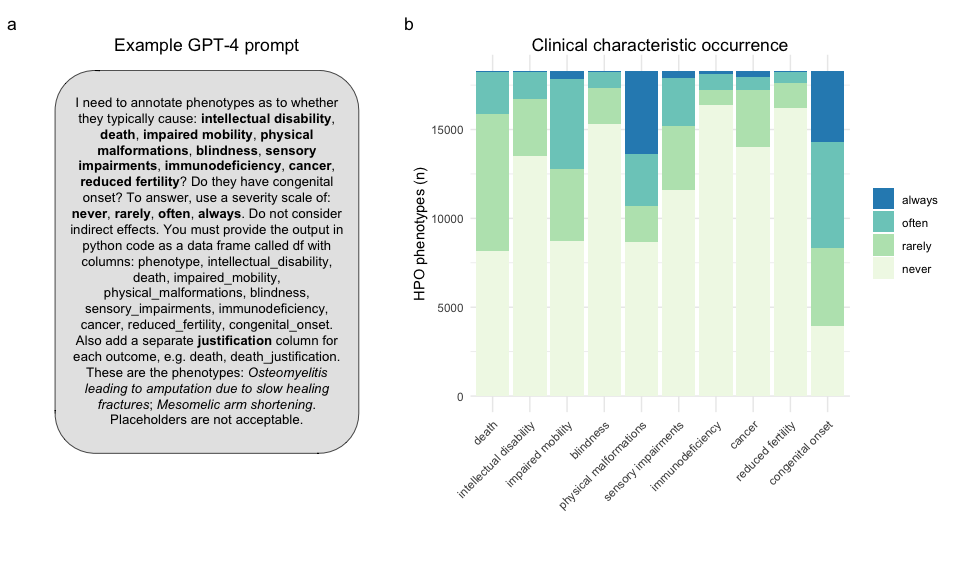 a
Example GPT-4 prompt
I need to annotate phenotypes as to whether
they typically cause: intellectual disability,
death, impaired mobility, physical
malformations, blindness, sensory
impairments, immunodeficiency, cancer,
reduced fertility? Do they have congenital
onset? To answer, use a severity scale of:
never, rarely, often, always. Do not consider
indirect effects. You must provide the output in
python code as a data frame called df with
columns: phenotype, intellectual_disability,
death, impaired_mobility,
physical_malformations, blindness,
sensory_impairments, immunodeficiency,
cancer, reduced_fertility, congenital_onset.
Also add a separate justification column for
each outcome, e.g. death, death_justification.
These are the phenotypes: Osteomyelitis
leading to amputation due to slow healing
fractures; Mesomelic arm shortening.
Placeholders are not acceptable.
b
Clinical characteristic occurrence
HPO phenotypes (n)
15000
10000
5000
0
death
intellectual disability
impaired mobility
blindness
physical malformations
sensory impairments
immunodeficiency
cancer
reduced fertility
congenital onset
always
often
rarely
never